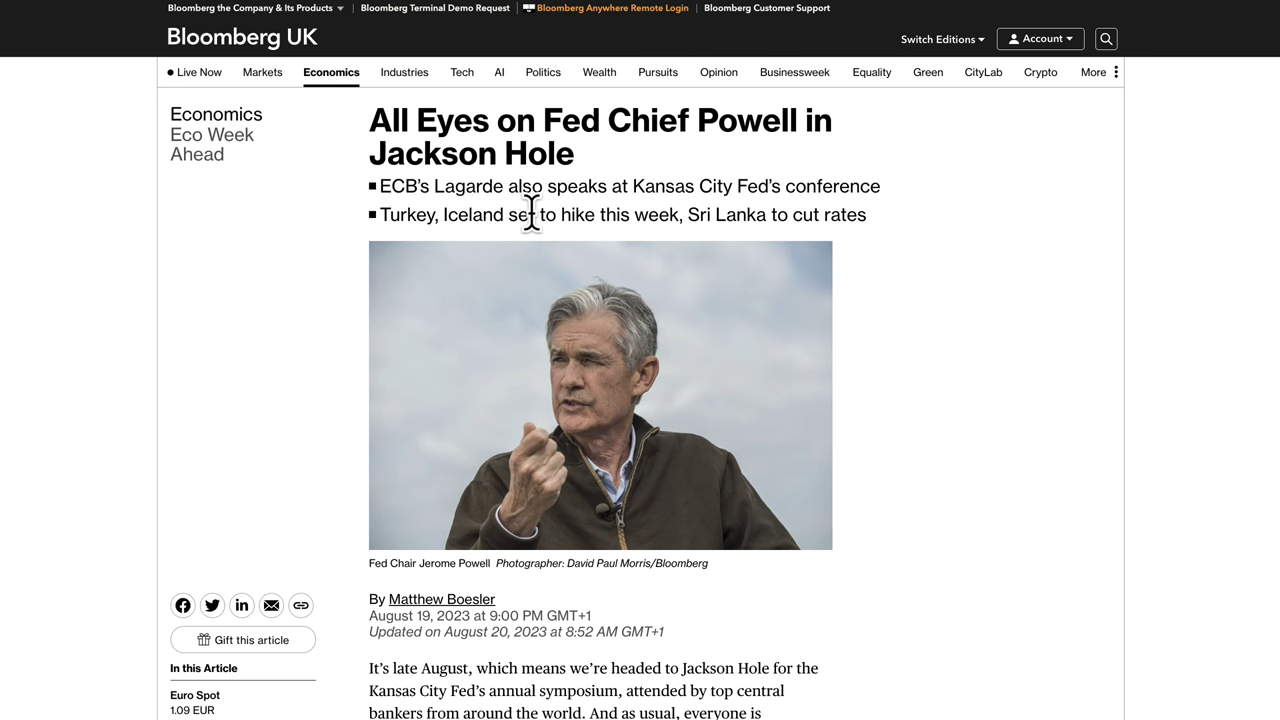 Bloomberg the Company & Its Products
Bloomberg Terminal Demo Request
Bloomberg Anywhere Remote Login
Bloomberg Customer Support
Bloomberg UK
Switch Editions
Account
Live Now
Markets
Economics
Industries
Tech
AI
Politics
Wealth
Pursuits
Opinion
Businessweek
Equality
Green
CityLab
Crypto
More
Economics
Eco Week
Ahead
All Eyes on Fed Chief Powell in
Jackson Hole
ECB’s Lagarde also speaks at Kansas City Fed’s conference
Turkey, Iceland set to hike this week, Sri Lanka to cut rates
Fed Chair Jerome Powell Photographer: David Paul Morris/Bloomberg
By Matthew Boesler
August 19, 2023 at 9:00 PM GMT+1
Updated on August 20, 2023 at 8:52 AM GMT+1
Gift this article
In this Article
Euro Spot
1.09 EUR
It’s late August, which means we’re headed to Jackson Hole for the
Kansas City Fed’s annual symposium, attended by top central
bankers from around the world. And as usual, everyone is